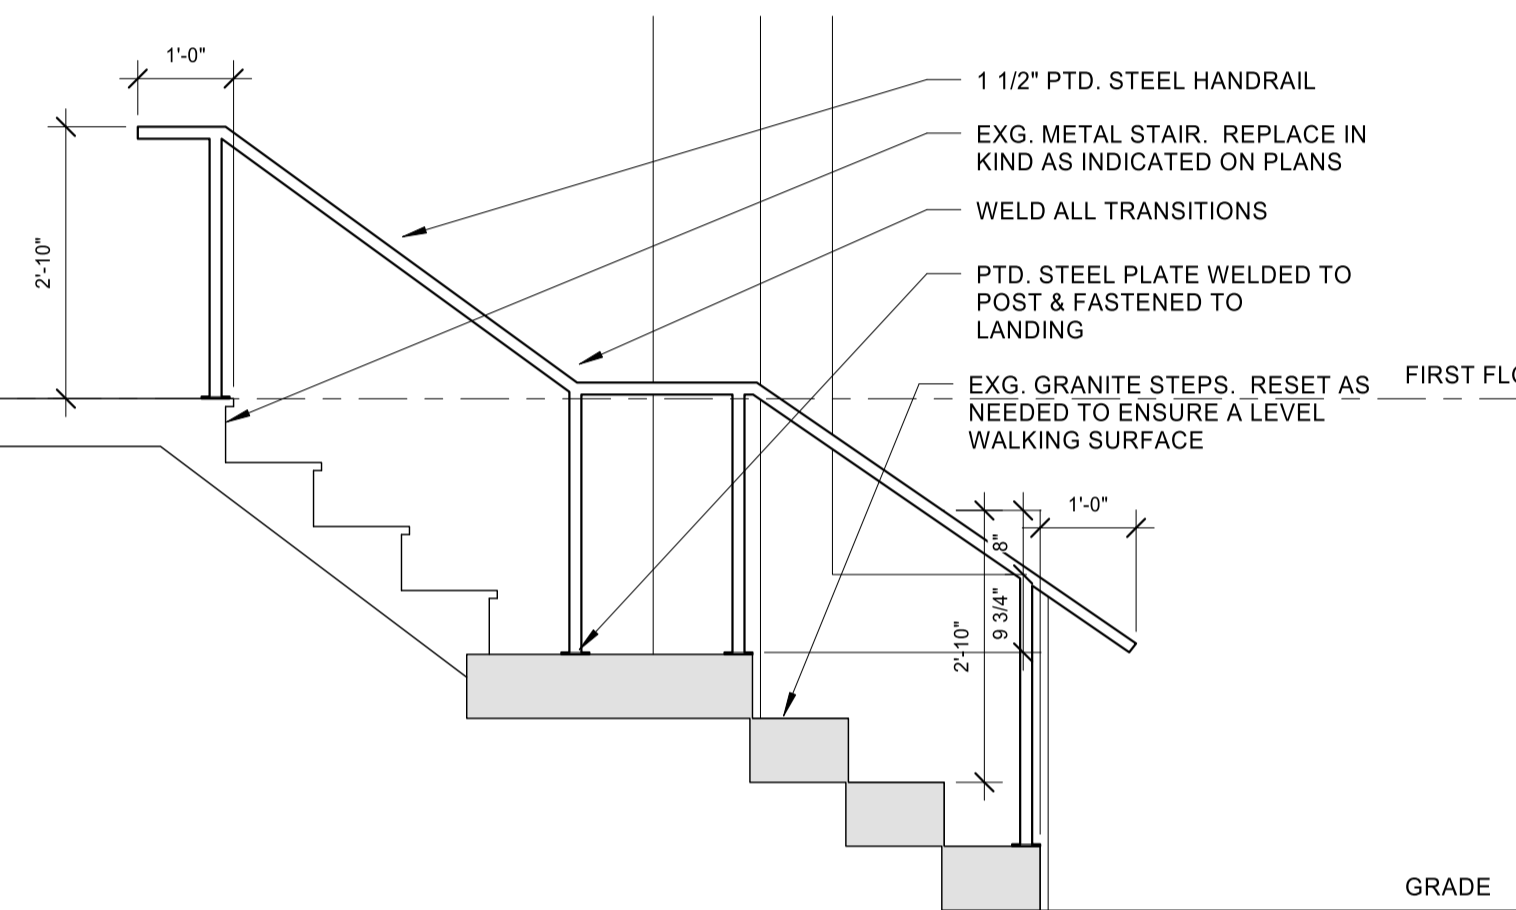 1'-0"
2'-10"
1 1/2" PTD. STEEL HANDRAIL
EXG. METAL STAIR. REPLACE IN
KIND AS INDICATED ON PLANS
WELD ALL TRANSITIONS
PTD. STEEL PLATE WELDED TO
POST & FASTENED TO
LANDING
EXG. GRANITE STEPS. RESET AS
NEEDED TO ENSURE A LEVEL
WALKING SURFACE
FIRST FLO
1'-0"
8"
9 3/4"
2'-10"
GRADE